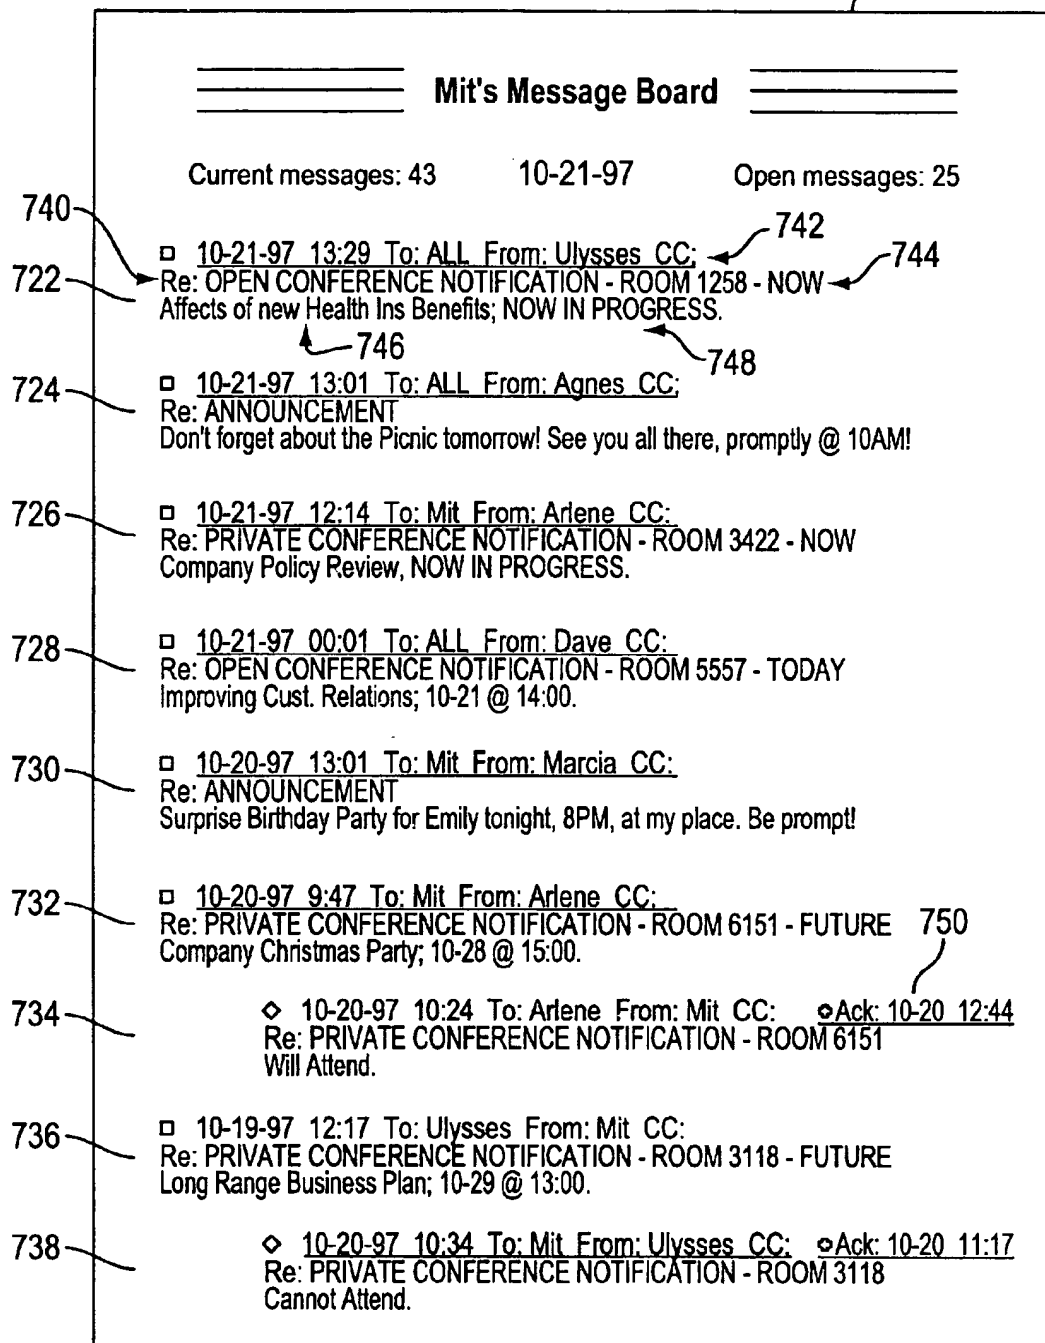 Mit's Message Board
Current messages: 43 10-21-97 Open messages: 25
740 742
10-21-97 13:29 To: ALL From: Ulysses CC;
722 Re: OPEN CONFERENCE NOTIFICATION - ROOM 1258 - NOW 744
Affects of new Health Ins Benefits; NOW IN PROGRESS.
746 748
724 10-21-97 13:01 To: ALL From: Agnes CC;
Re: ANNOUNCEMENT
Don't forget about the Picnic tomorrow! See you all there, promptly @ 10AM!
726 10-21-97 12:14 To: Mit From: Arlene CC:
Re: PRIVATE CONFERENCE NOTIFICATION - ROOM 3422 - NOW
Company Policy Review, NOW IN PROGRESS.
728 10-21-97 00:01 To: ALL From: Dave CC:
Re: OPEN CONFERENCE NOTIFICATION - ROOM 5557 - TODAY
Improving Cust. Relations; 10-21 @ 14:00.
730 10-20-97 13:01 To: Mit From: Marcia CC:
Re: ANNOUNCEMENT
Surprise Birthday Party for Emily tonight, 8PM, at my place. Be prompt!
732 10-20-97 9:47 To: Mit From: Arlene CC:
Re: PRIVATE CONFERENCE NOTIFICATION - ROOM 6151 - FUTURE 750
Company Christmas Party; 10-28 @ 15:00.
734 10-20-97 10:24 To: Arlene From: Mit CC: Ack: 10-20 12:44
Re: PRIVATE CONFERENCE NOTIFICATION - ROOM 6151
Will Attend.
736 10-19-97 12:17 To: Ulysses From: Mit CC:
Re: PRIVATE CONFERENCE NOTIFICATION - ROOM 3118 - FUTURE
Long Range Business Plan; 10-29 @ 13:00.
738 10-20-97 10:34 To: Mit From: Ulysses CC: Ack: 10-20 11:17
Re: PRIVATE CONFERENCE NOTIFICATION - ROOM 3118
Cannot Attend.